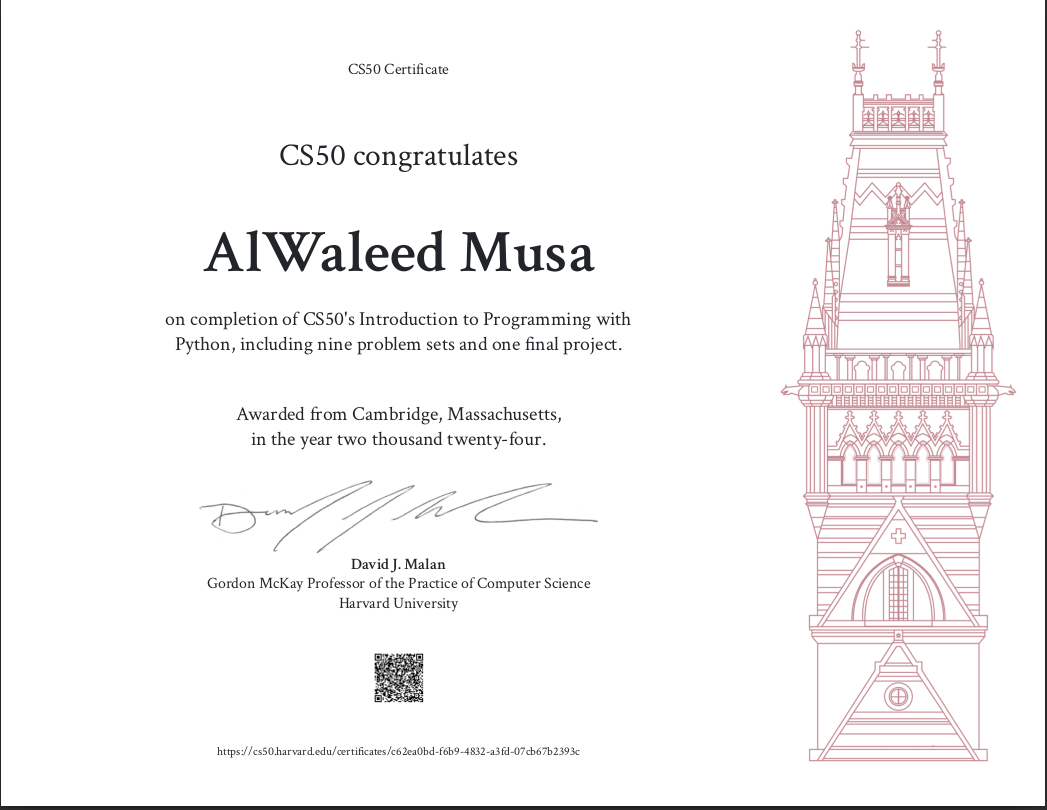 CS50 Certificate
CS50 congratulates
AlWaleed Musa
on completion of CS50's Introduction to Programming with
Python, including nine problem sets and one final project.
Awarded from Cambridge, Massachusetts,
in the year two thousand twenty-four.
David J. Malan
Gordon McKay Professor of the Practice of Computer Science
Harvard University
https://cs50.harvard.edu/certificates/c62ea0bd-f6b9-4832-a3fd-07cb67b2393c